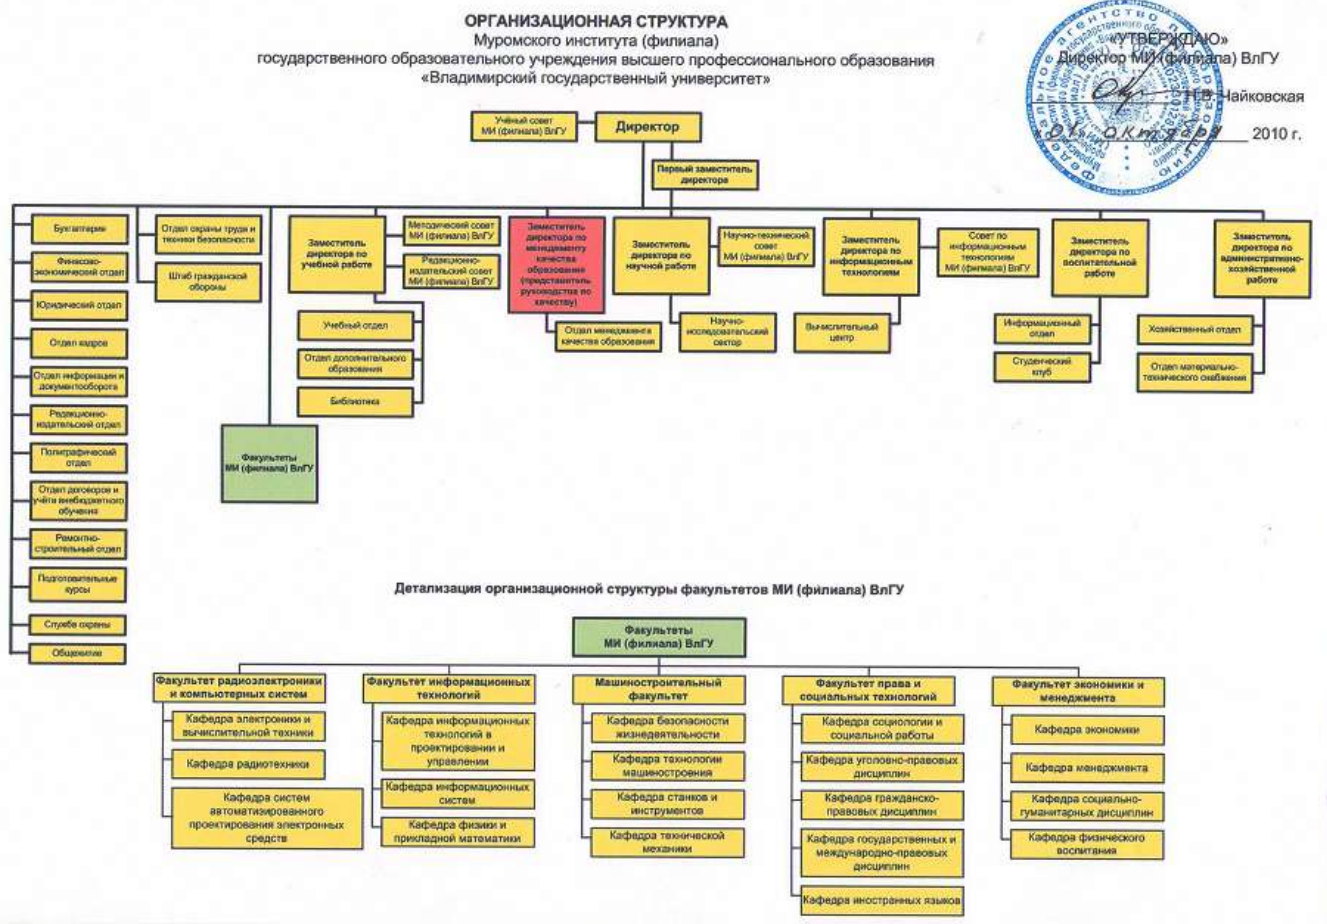 ОРГАНИЗАЦИОННАЯ СТРУКТУРА
Муромского института (филиала)
государственного образовательного учреждения высшего профессионального образования
«Владимирский государственный университет»
«УТВЕРЖДАЮ»
Директор МИ (филиала) ВлГУ
Н.В. Чайковская
«01» октября 2010 г.
Учёный совет
МИ (филиала) ВлГУ
Директор
Первый заместитель
директора
Бухгалтерия
Финасово-
экономический отдел
Юридический отдел
Отдел кадров
Отдел информации и
документооборота
Редакционно-
издательский отдел
Полиграфический
отдел
Отдел договоров и
учёта внебюджетного
обучения
Ремонтно-
строительный отдел
Подготовительные
курсы
Служба охраны
Общежитие
Отдел охраны труда и
техники безопасности
Штаб гражданской
обороны
Факультеты
МИ (филиала) ВлГУ
Заместитель
директора по
учебной работе
Методический совет
МИ (филиала) ВлГУ
Редакционно-
издательский совет
МИ (филиала) ВлГУ
Учебный отдел
Отдел дополнительного
образования
Библиотека
Заместитель
директора по
менеджменту
качества
образования
(представитель
руководства по
качеству)
Отдел менеджмента
качества образования
Заместитель
директора по
научной работе
Научно-технический
совет
МИ (филиала) ВлГУ
Научно-
исследовательский
сектор
Заместитель
директора по
информационным
технологиям
Совет по
информационным
технологиям
МИ (филиала) ВлГУ
Вычислительный
центр
Заместитель
директора по
воспитательной
работе
Информационный
отдел
Студенческий
клуб
Заместитель
директора по
административно-
хозяйственной
работе
Хозяйственный отдел
Отдел материально-
технического снабжения
Детализация организационной структуры факультетов МИ (филиала) ВлГУ
Факультеты
МИ (филиала) ВлГУ
Факультет радиоэлектроники
и компьютерных систем
Кафедра электроники и
вычислительной техники
Кафедра радиотехники
Кафедра систем
автоматизированного
проектирования электронных
средств
Факультет информационных
технологий
Кафедра информационных
технологий в
проектировании и
управлении
Кафедра информационных
систем
Кафедра физики и
прикладной математики
Машиностроительный
факультет
Кафедра безопасности
жизнедеятельности
Кафедра технологии
машиностроения
Кафедра станков и
инструментов
Кафедра технической
механики
Факультет права и
социальных технологий
Кафедра социологии и
социальной работы
Кафедра уголовно-правовых
дисциплин
Кафедра гражданско-
правовых дисциплин
Кафедра государственных и
международно-правовых
дисциплин
Кафедра иностранных языков
Факультет экономики и
менеджмента
Кафедра экономики
Кафедра менеджмента
Кафедра социально-
гуманитарных дисциплин
Кафедра физического
воспитания